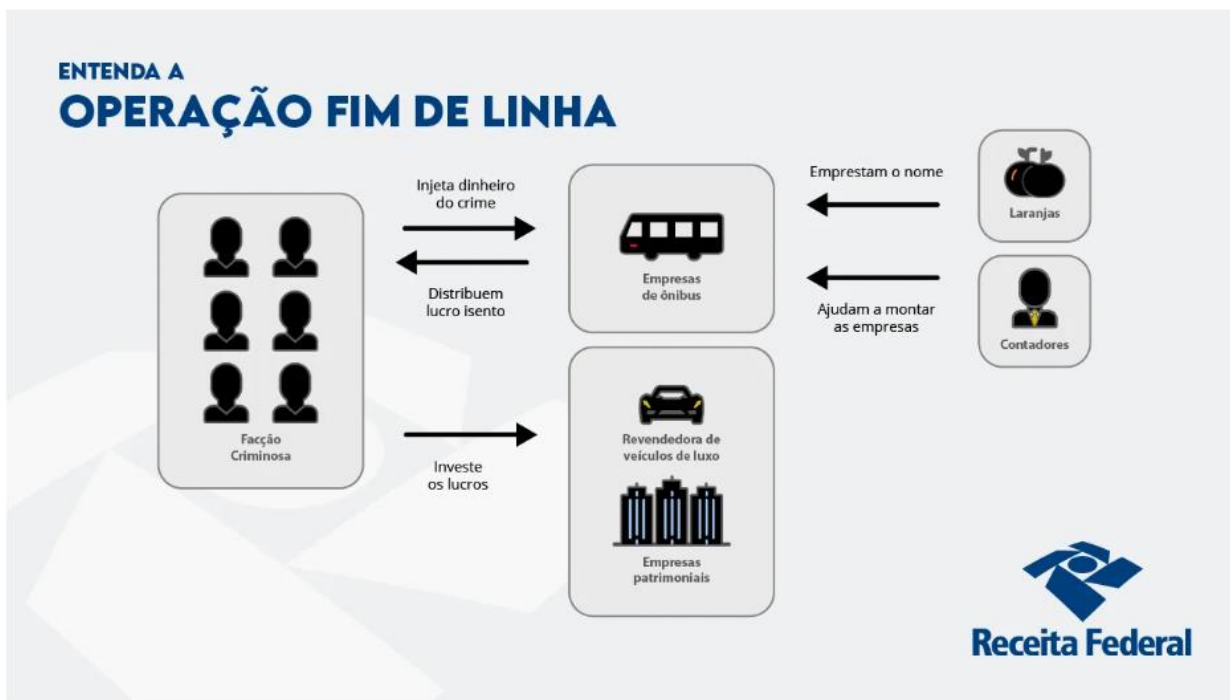 ENTENDA A
OPERAÇÃO FIM DE LINHA
Injeta dinheiro
do crime
Distribuem
lucro isento
Facção
Criminosa
Investe
os lucros
Empresas
de ônibus
Revendedora de
veículos de luxo
Empresas
patrimoniais
Emprestam o nome
Laranjas
Ajudam a montar
as empresas
Contadores
Receita Federal